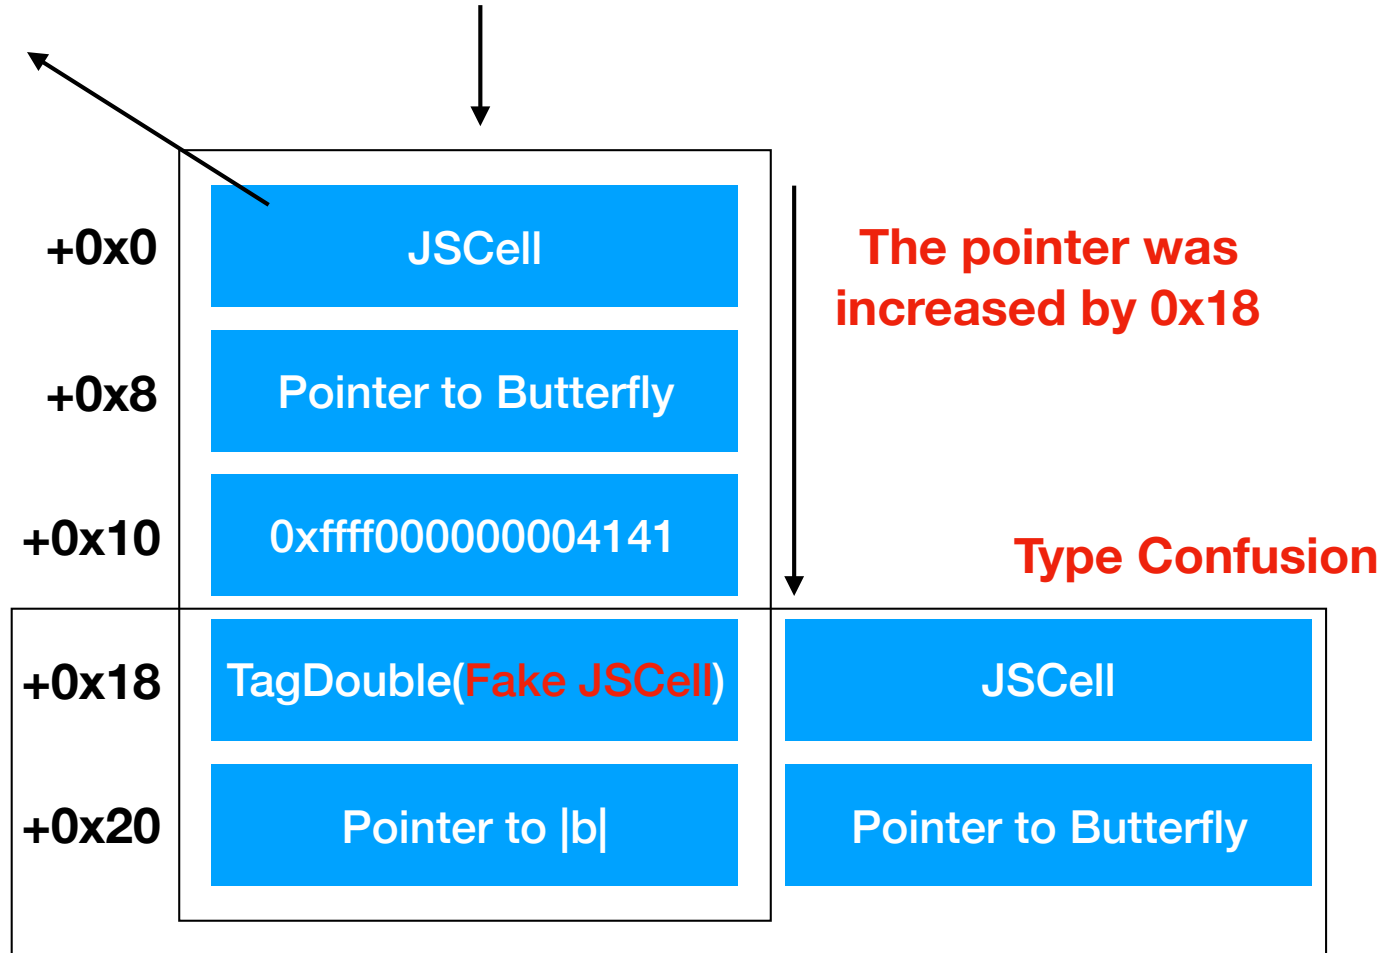 +0x0
JSCell
The pointer was
increased by 0x18
+0x8
Pointer to Butterfly
+0x10
0xffff000000004141
Type Confusion
+0x18
TagDouble(Fake JSCell)
JSCell
+0x20
Pointer to |b|
Pointer to Butterfly